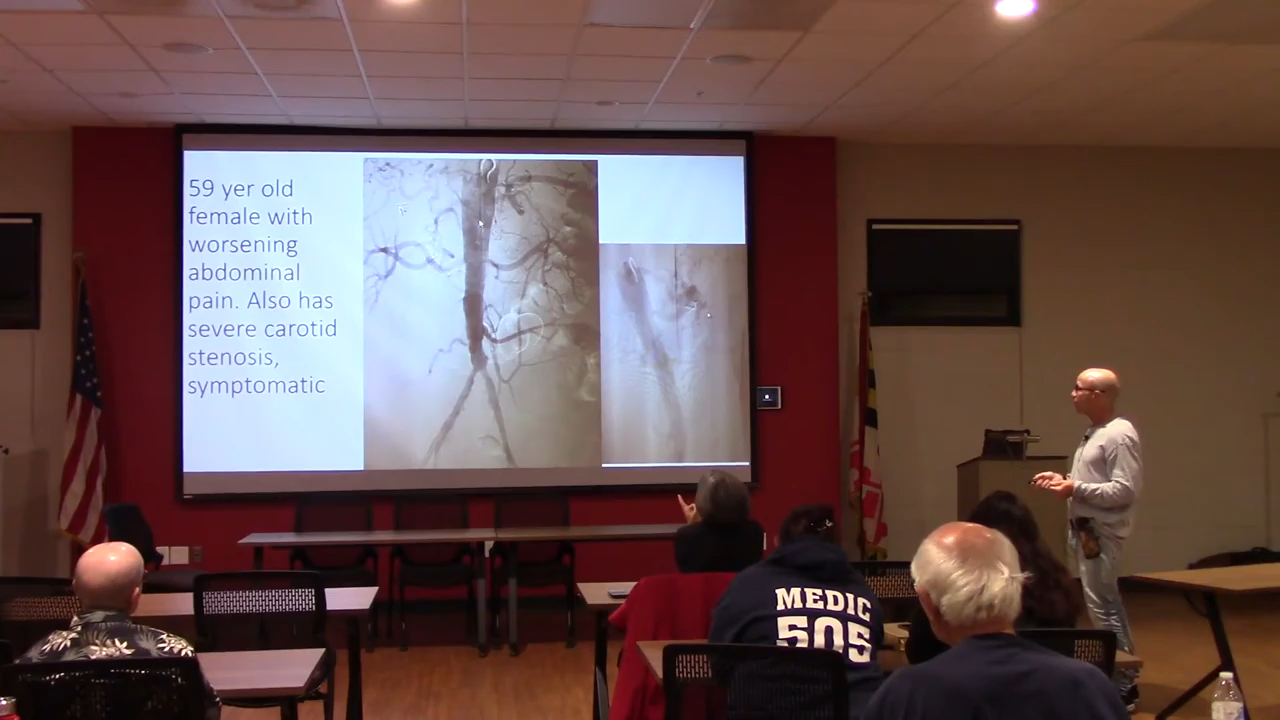 59 yer old
female with
worsening
abdominal
pain. Also has
severe carotid
stenosis,
symptomatic
MEDIC
505